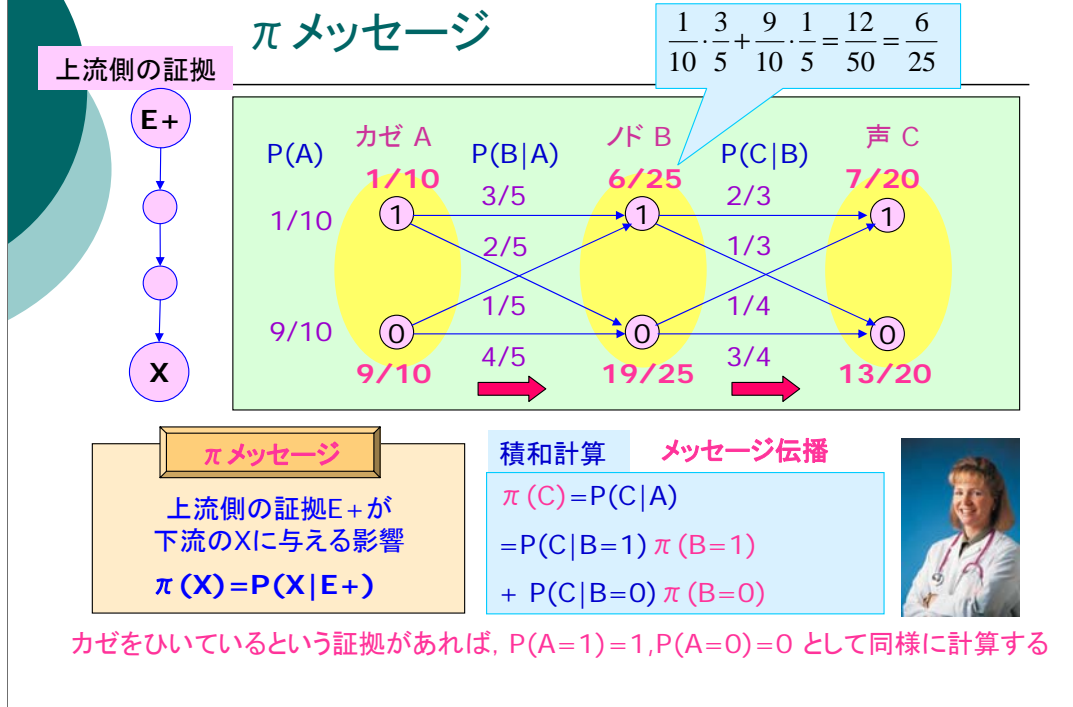 πメッセージ
1/10・3/5+9/10・1/5=12/50=6/25
上流側の証拠
E+
X
カゼ A
ノド B
声 C
P(A)
P(B|A)
P(C|B)
1/10
6/25
7/20
3/5
2/3
1/10
1
1
1
2/5
1/3
1/5
1/4
9/10
0
0
0
4/5
3/4
9/10
19/25
13/20
πメッセージ
上流側の証拠E+が
下流のXに与える影響
π(X)=P(X|E+)
積和計算
メッセージ伝播
π(C)=P(C|A)
=P(C|B=1)π(B=1)
+ P(C|B=0)π(B=0)
カゼをひいているという証拠があれば, P(A=1)=1,P(A=0)=0 として同様に計算する